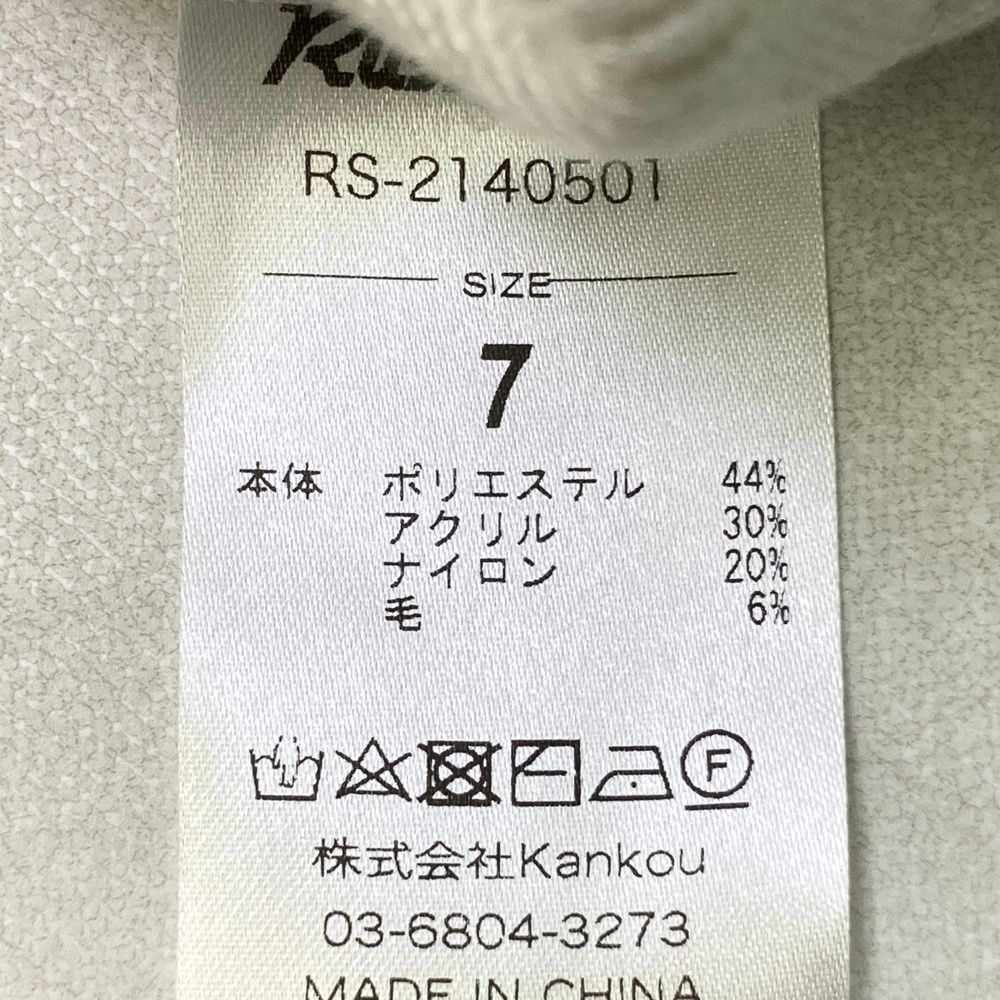 RS-2140501
SIZE
7
本体 ポリエステル 44%
アクリル 30%
ナイロン 20%
毛 6%
F
株式会社Kankou
03-6804-3273
MADE IN CHINA